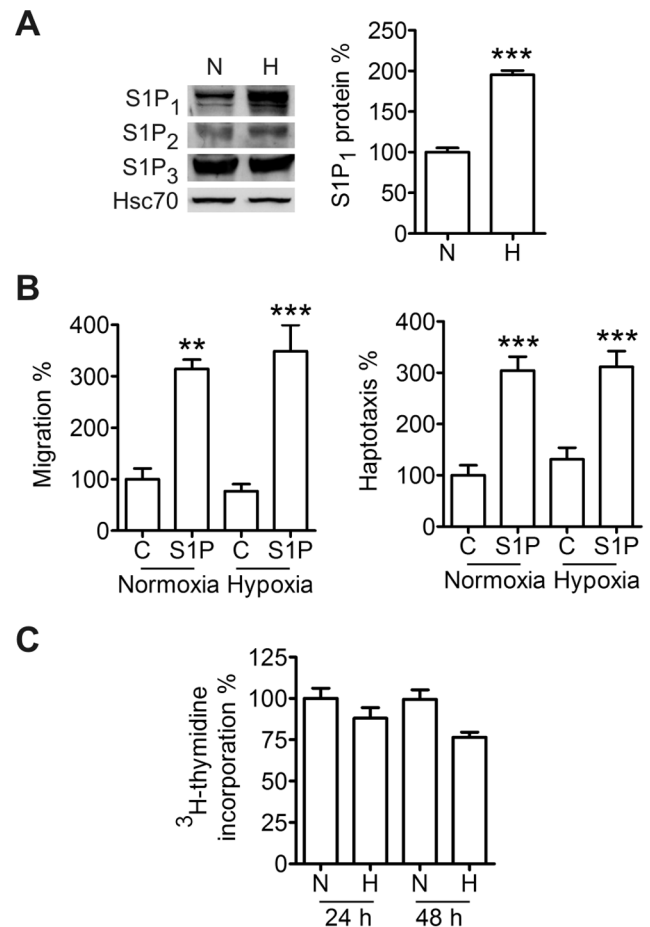 A
N H
S1P1
S1P2
S1P3
Hsc70
S1P1 protein %
250
200
150
100
50
0
***
N H
B
Migration %
400
300
200
100
0
**
***
C S1P C S1P
Normoxia Hypoxia
Haptotaxis %
400
300
200
100
0
***
***
C S1P C S1P
Normoxia Hypoxia
C
3H-thymidine
incorporation %
125
100
75
50
25
0
N H N H
24 h 48 h